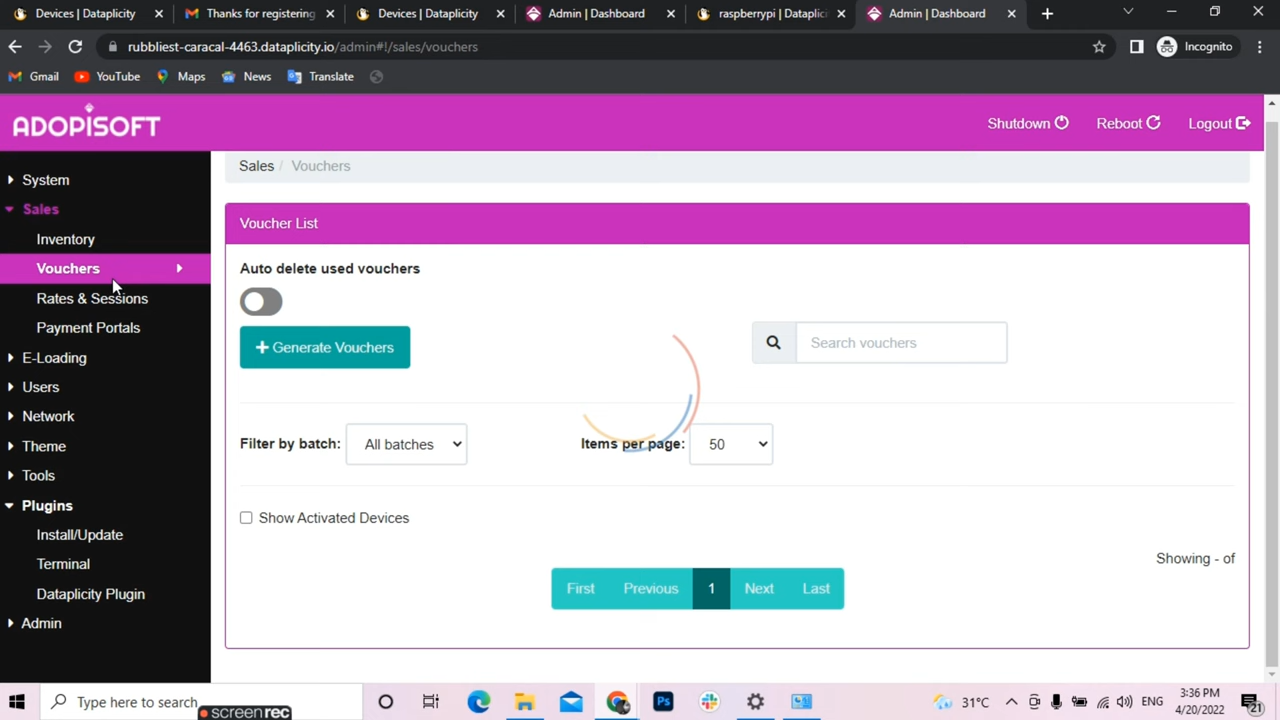 Devices | Dataplicity
Thanks for registering
Devices | Dataplicity
Admin | Dashboard
raspberrypi | Dataplici
Admin | Dashboard
rubbliest-caracal-4463.dataplicity.io/admin#!/sales/vouchers
Incognito
Gmail
YouTube
Maps
News
Translate
ADOPISOFT
Shutdown
Reboot
Logout
System
Sales
Inventory
Vouchers
Rates & Sessions
Payment Portals
E-Loading
Users
Network
Theme
Tools
Plugins
Install/Update
Terminal
Dataplicity Plugin
Admin
Sales / Vouchers
Voucher List
Auto delete used vouchers
+ Generate Vouchers
Search vouchers
Filter by batch: All batches
Items per page: 50
Show Activated Devices
Showing - of
First Previous 1 Next Last
Type here to search
screenrec
31°C
ENG
3:36 PM
4/20/2022
21